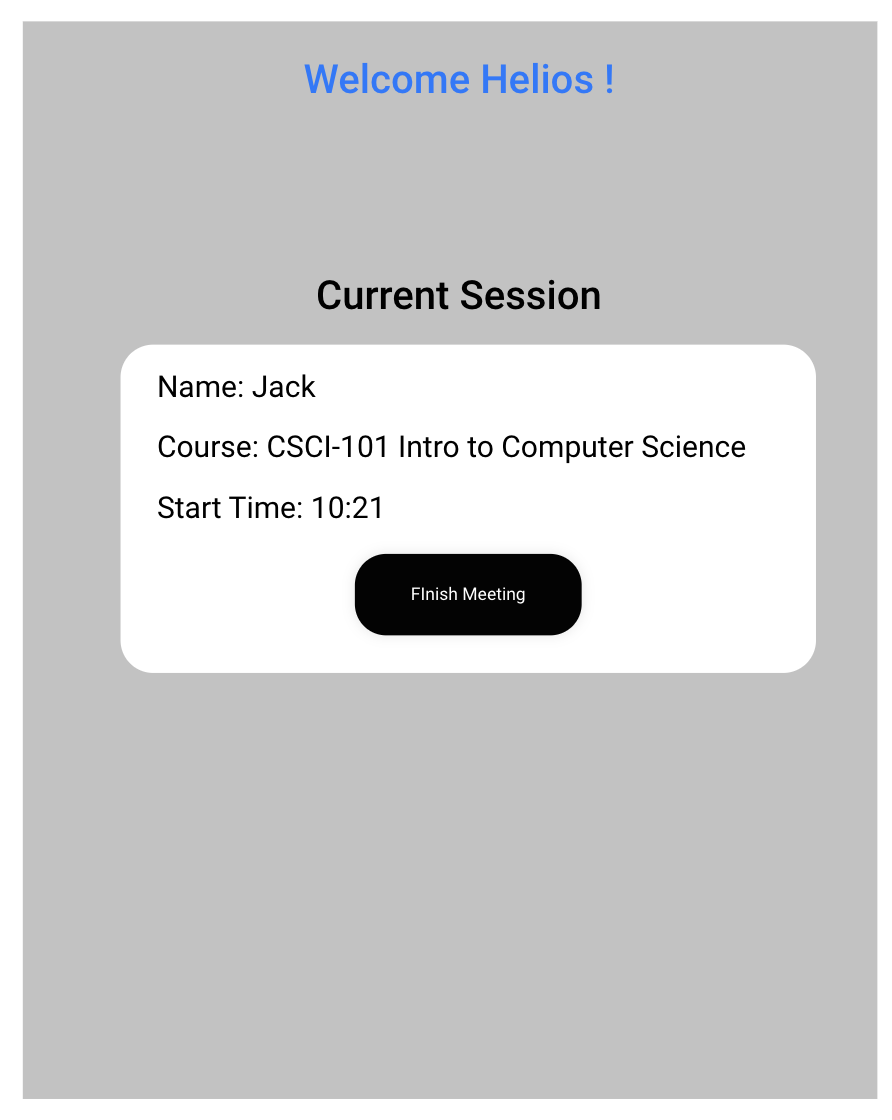 Welcome Helios !
Current Session
Name: Jack
Course: CSCI-101 Intro to Computer Science
Start Time: 10:21
FInish Meeting